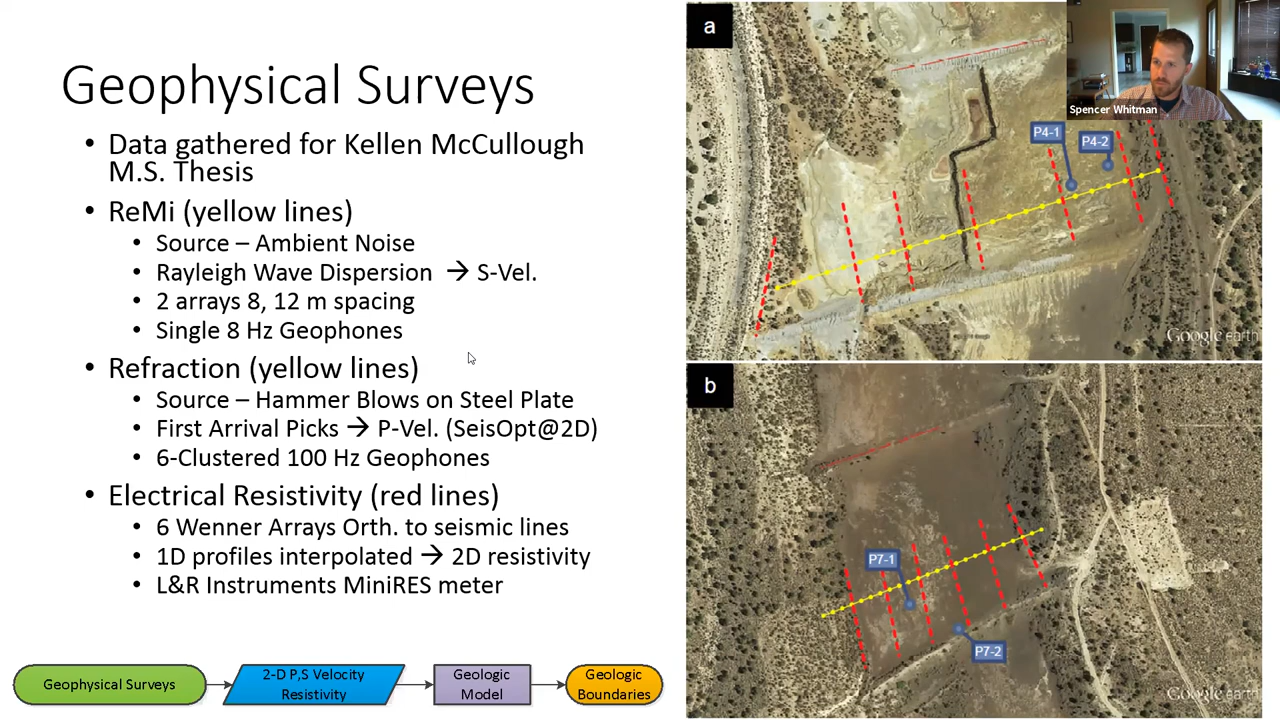 Geophysical Surveys
• Data gathered for Kellen McCullough
M.S. Thesis
• ReMi (yellow lines)
• Source – Ambient Noise
• Rayleigh Wave Dispersion → S-Vel.
• 2 arrays 8, 12 m spacing
• Single 8 Hz Geophones
• Refraction (yellow lines)
• Source – Hammer Blows on Steel Plate
• First Arrival Picks → P-Vel. (SeisOpt@2D)
• 6-Clustered 100 Hz Geophones
• Electrical Resistivity (red lines)
• 6 Wenner Arrays Orth. to seismic lines
• 1D profiles interpolated → 2D resistivity
• L&R Instruments MiniRES meter
Geophysical Surveys
2-D P,S Velocity
Resistivity
Geologic
Model
Geologic
Boundaries
a
Spencer Whitman
P4-1
P4-2
Google earth
b
P7-1
P7-2
Google earth